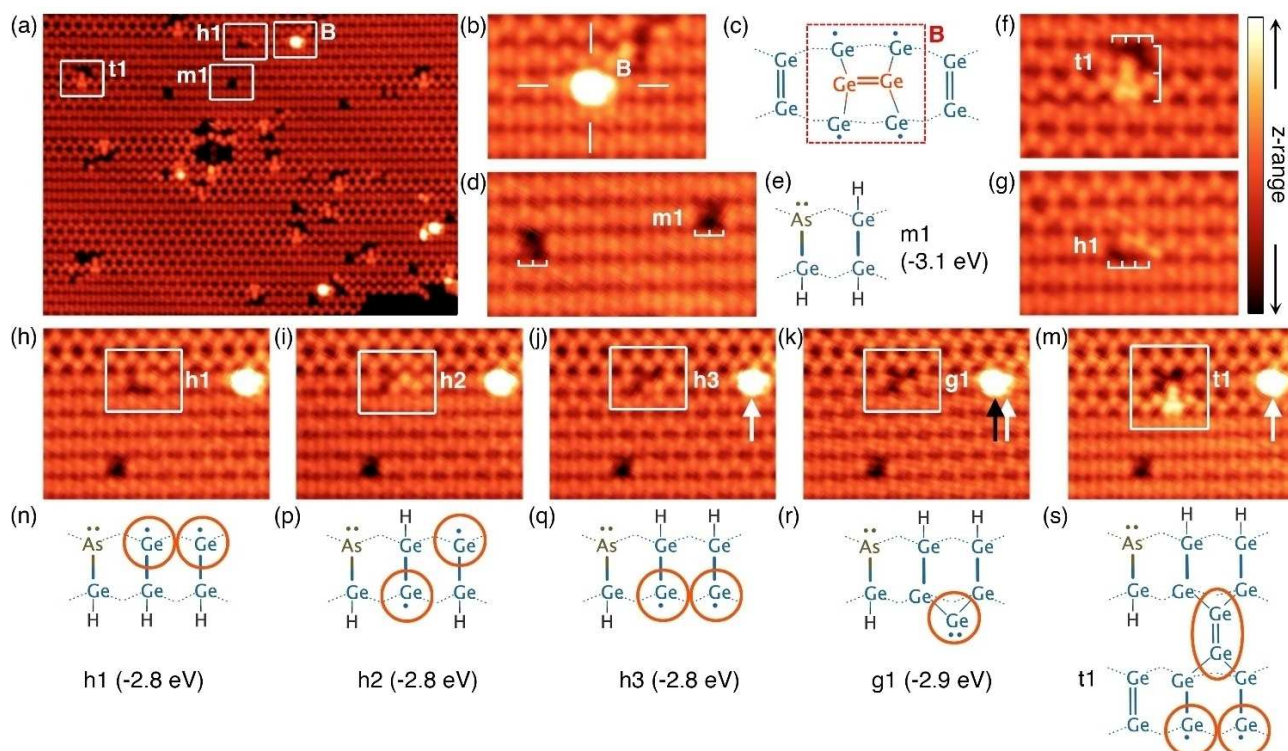 (a)
h1
B
t1
m1
(b)
B
(c)
B
Ge Ge
Ge Ge
Ge=Ge
Ge Ge
Ge Ge
(d)
m1
(e)
H
As Ge
Ge Ge
H H
m1
(-3.1 eV)
(f)
t1
(g)
h1
z-range
(h)
h1
(i)
h2
(j)
h3
(k)
g1
(m)
t1
(n)
As Ge Ge
Ge Ge Ge
H H H
h1 (-2.8 eV)
(p)
H
As Ge Ge
Ge Ge Ge
H H
h2 (-2.8 eV)
(q)
H H
As Ge Ge
Ge Ge Ge
H
h3 (-2.8 eV)
(r)
H H
As Ge Ge
Ge Ge Ge
H Ge
g1 (-2.9 eV)
(s)
H H
As Ge Ge
Ge Ge Ge
H Ge
Ge
t1
Ge Ge Ge
Ge Ge Ge